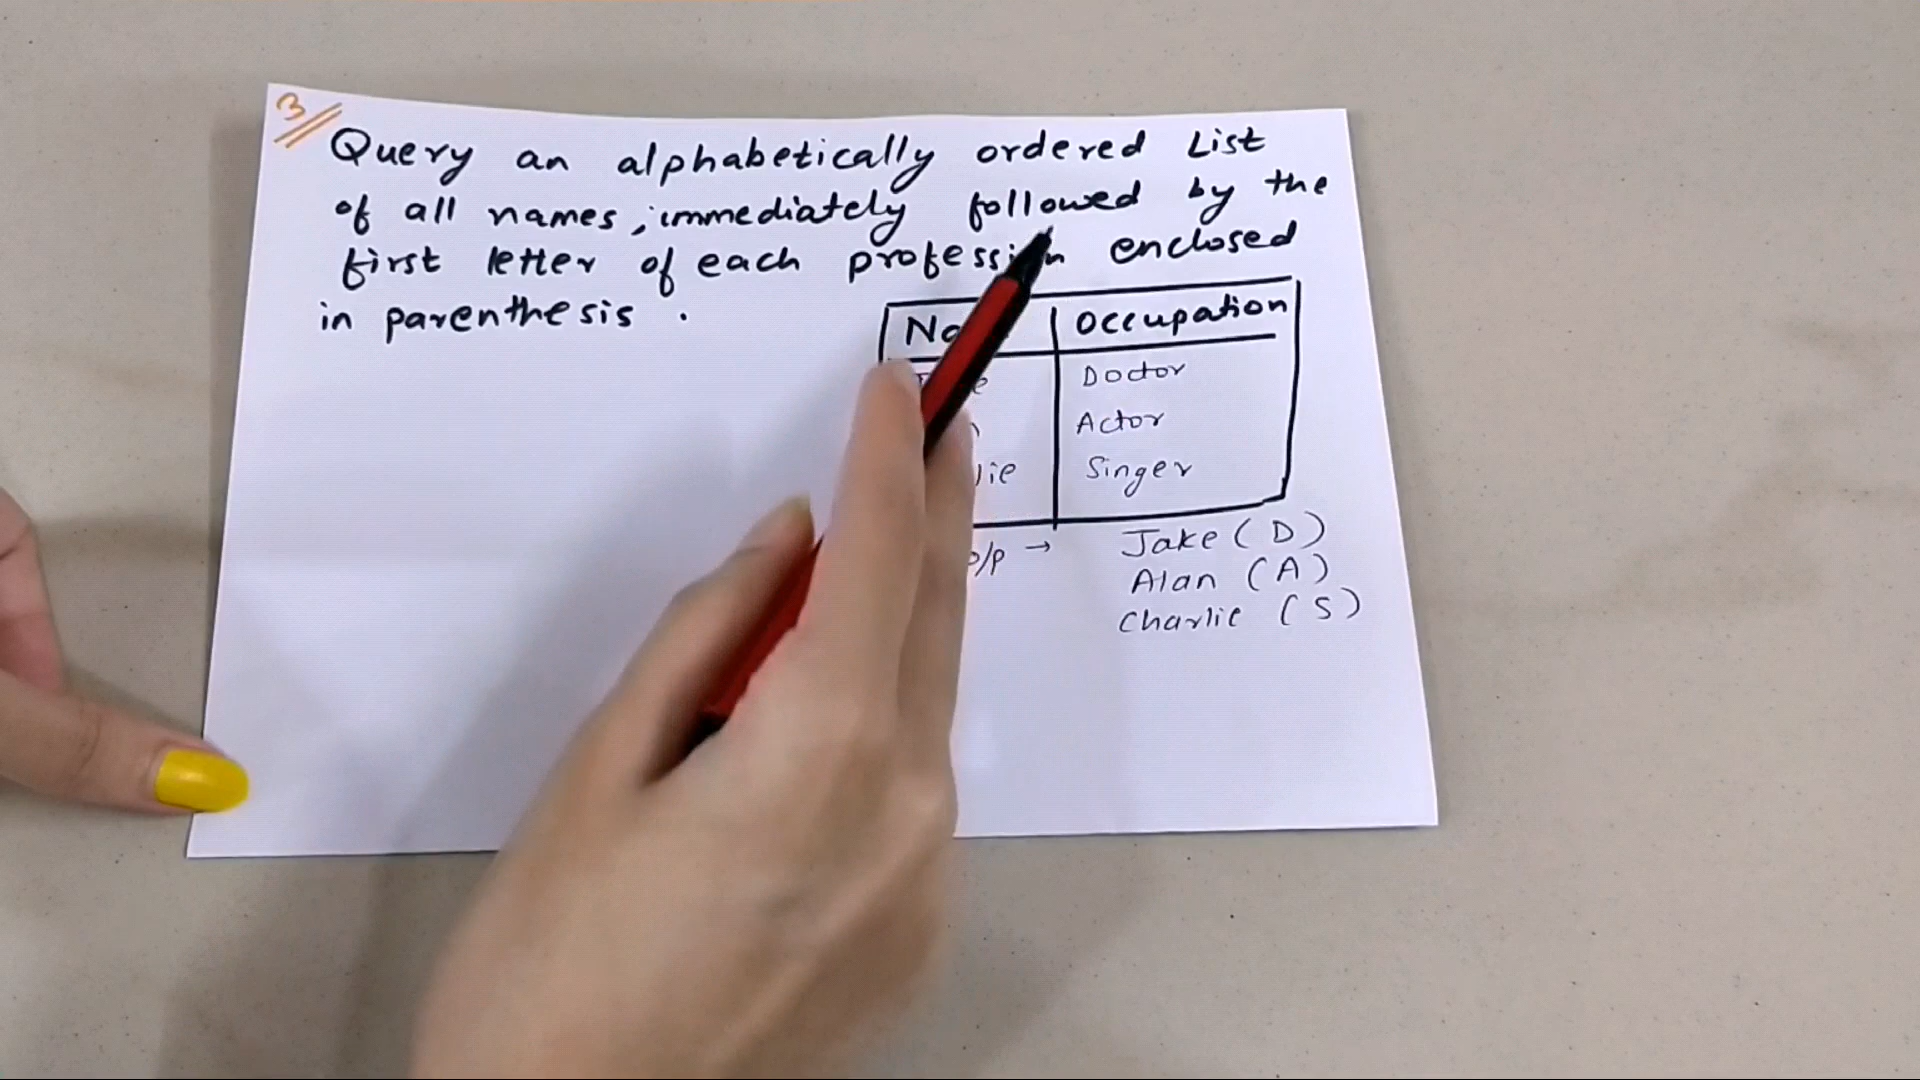 3
Query an alphabetically ordered List
of all names, immediately followed by the
first letter of each profession enclosed
in parenthesis .
Occupation
Doctor
Actor
Singer
o/p → Jake (D)
Alan (A)
Charlie (S)